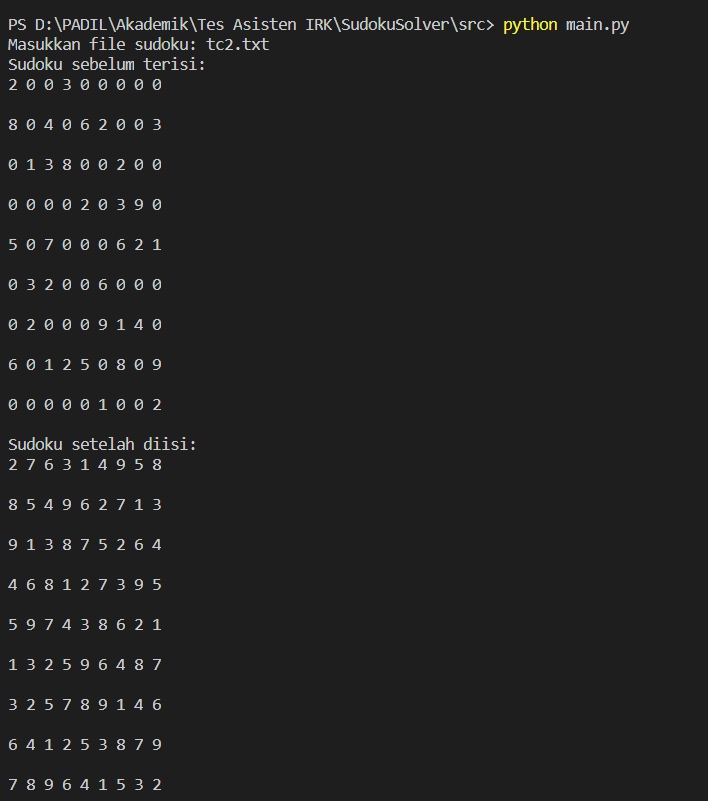 PS D:\PADIL\Akademik\Tes Asisten IRK\SudokuSolver\src> python main.py
Masukkan file sudoku: tc2.txt
Sudoku sebelum terisi:
2 0 0 3 0 0 0 0 0
8 0 4 0 6 2 0 0 3
0 1 3 8 0 0 2 0 0
0 0 0 0 2 0 3 9 0
5 0 7 0 0 0 6 2 1
0 3 2 0 0 6 0 0 0
0 2 0 0 0 9 1 4 0
6 0 1 2 5 0 8 0 9
0 0 0 0 0 1 0 0 2
Sudoku setelah diisi:
2 7 6 3 1 4 9 5 8
8 5 4 9 6 2 7 1 3
9 1 3 8 7 5 2 6 4
4 6 8 1 2 7 3 9 5
5 9 7 4 3 8 6 2 1
1 3 2 5 9 6 4 8 7
3 2 5 7 8 9 1 4 6
6 4 1 2 5 3 8 7 9
7 8 9 6 4 1 5 3 2